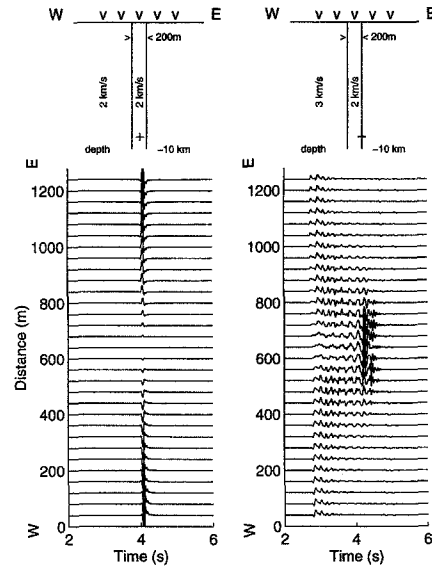 W V V V V V E
> < 200m
2 km/s
2 km/s
+
depth ~10 km
E
1200
1000
800
600
400
200
0
W
Distance (m)
2 4 6
Time (s)
W V V V V V E
> < 200m
3 km/s
2 km/s
+
depth ~10 km
E
1200
1000
800
600
400
200
0
W
2 4 6
Time (s)